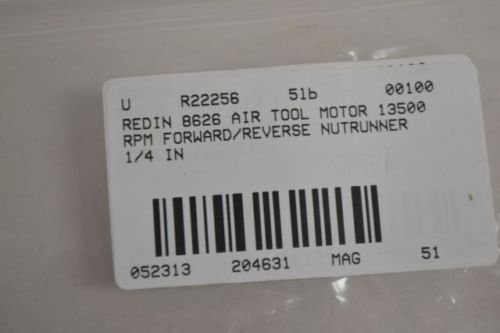 U R22256 5lb 00100
REDIN 8626 AIR TOOL MOTOR 13500
RPM FORWARD/REVERSE NUTRUNNER
1/4 IN
052313 204631 MAG 51